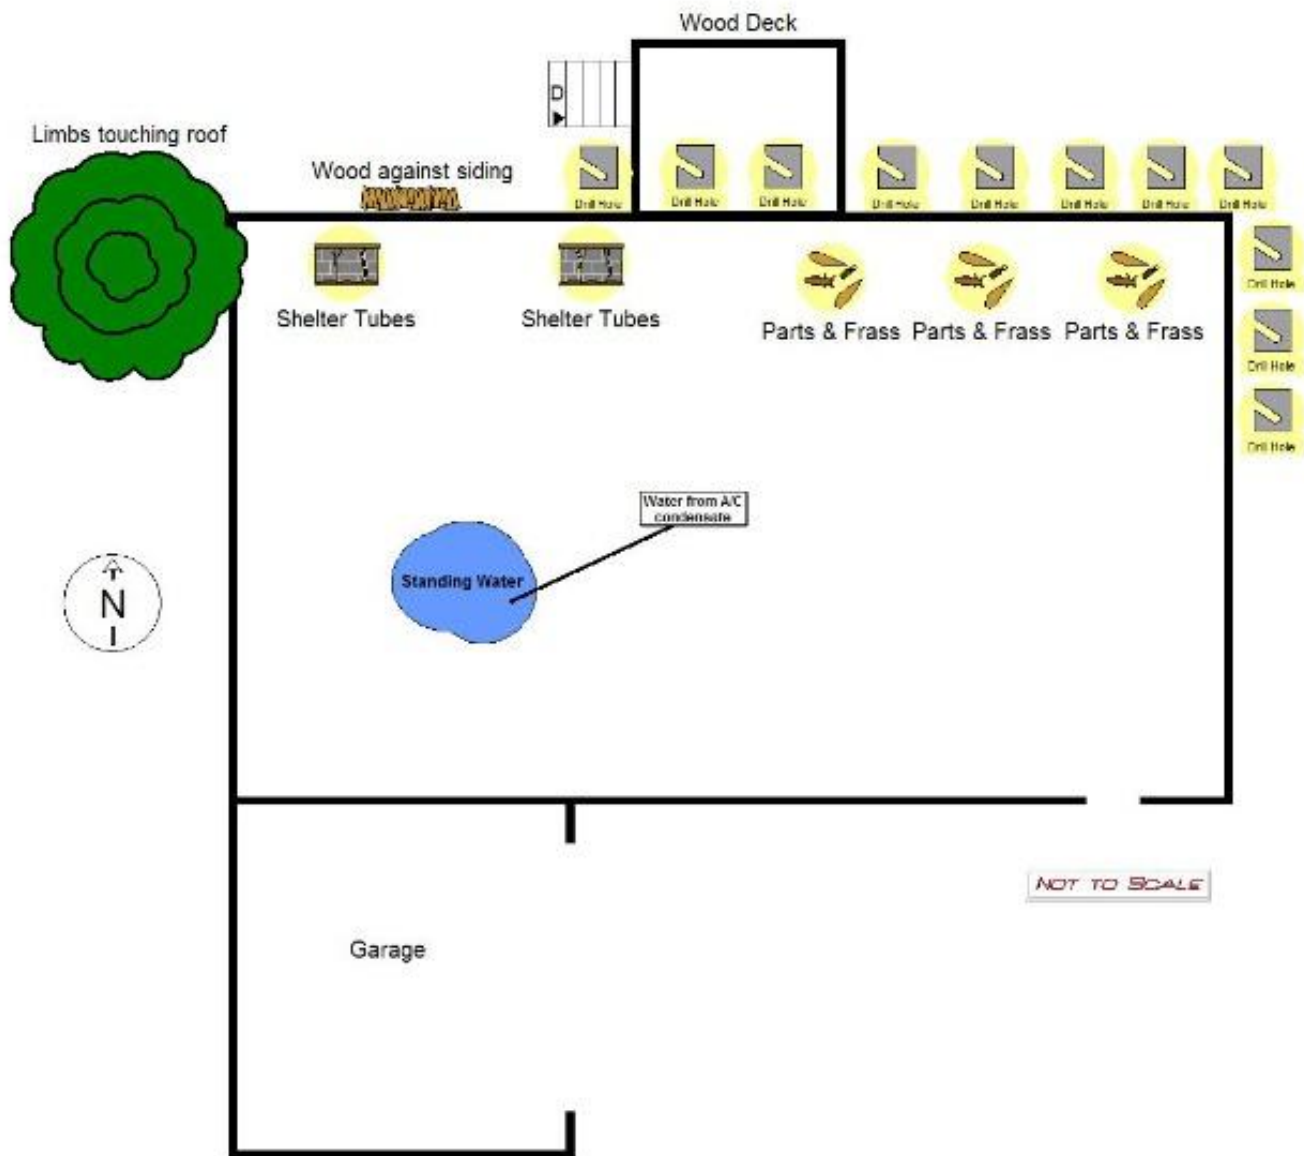 Wood Deck
D
Limbs touching roof
Wood against siding
Drill Hole
Drill Hole
Drill Hole
Drill Hole
Drill Hole
Drill Hole
Drill Hole
Drill Hole
Drill Hole
Shelter Tubes
Shelter Tubes
Parts & Frass
Parts & Frass
Parts & Frass
Drill Hole
Drill Hole
Water from A/C
condensate
Standing Water
N
NOT TO SCALE
Garage